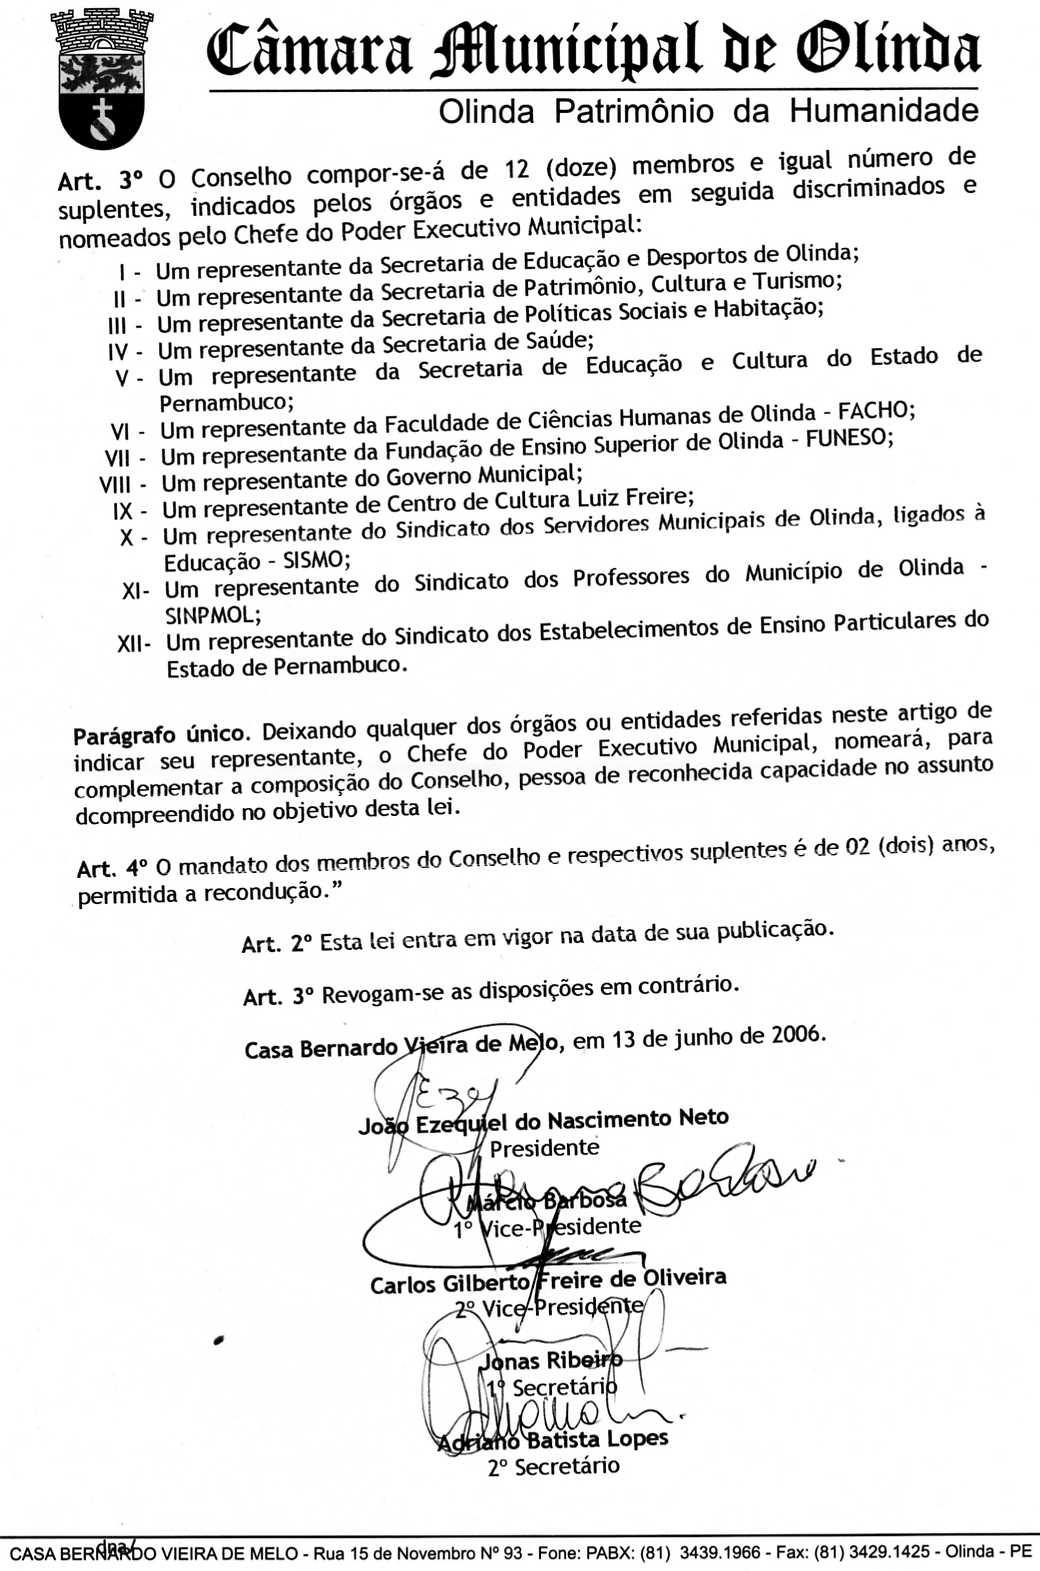 Câmara Municipal de Olinda
Olinda Patrimônio da Humanidade
Art. 3º O Conselho compor-se-á de 12 (doze) membros e igual número de
suplentes, indicados pelos órgãos e entidades em seguida discriminados e
nomeados pelo Chefe do Poder Executivo Municipal:
I - Um representante da Secretaria de Educação e Desportos de Olinda;
II - Um representante da Secretaria de Patrimônio, Cultura e Turismo;
III - Um representante da Secretaria de Políticas Sociais e Habitação;
IV - Um representante da Secretaria de Saúde;
V - Um representante da Secretaria de Educação e Cultura do Estado de
Pernambuco;
VI - Um representante da Faculdade de Ciências Humanas de Olinda - FACHO;
VII - Um representante da Fundação de Ensino Superior de Olinda - FUNESO;
VIII - Um representante do Governo Municipal;
IX - Um representante de Centro de Cultura Luiz Freire;
X - Um representante do Sindicato dos Servidores Municipais de Olinda, ligados à
Educação - SISMO;
XI- Um representante do Sindicato dos Professores do Município de Olinda -
SINPMOL;
XII- Um representante do Sindicato dos Estabelecimentos de Ensino Particulares do
Estado de Pernambuco.
Parágrafo único. Deixando qualquer dos órgãos ou entidades referidas neste artigo de
indicar seu representante, o Chefe do Poder Executivo Municipal, nomeará, para
complementar a composição do Conselho, pessoa de reconhecida capacidade no assunto
dcompreendido no objetivo desta lei.
Art. 4º O mandato dos membros do Conselho e respectivos suplentes é de 02 (dois) anos,
permitida a recondução.”
Art. 2º Esta lei entra em vigor na data de sua publicação.
Art. 3º Revogam-se as disposições em contrário.
Casa Bernardo Vieira de Melo, em 13 de junho de 2006.
João Ezequiel do Nascimento Neto
Presidente
Márcio Barbosa
1º Vice-Presidente
Carlos Gilberto Freire de Oliveira
2º Vice-Presidente
Jonas Ribeiro
1º Secretário
Adriano Batista Lopes
2º Secretário
dna/
CASA BERNARDO VIEIRA DE MELO - Rua 15 de Novembro Nº 93 - Fone: PABX: (81) 3439.1966 - Fax: (81) 3429.1425 - Olinda - PE